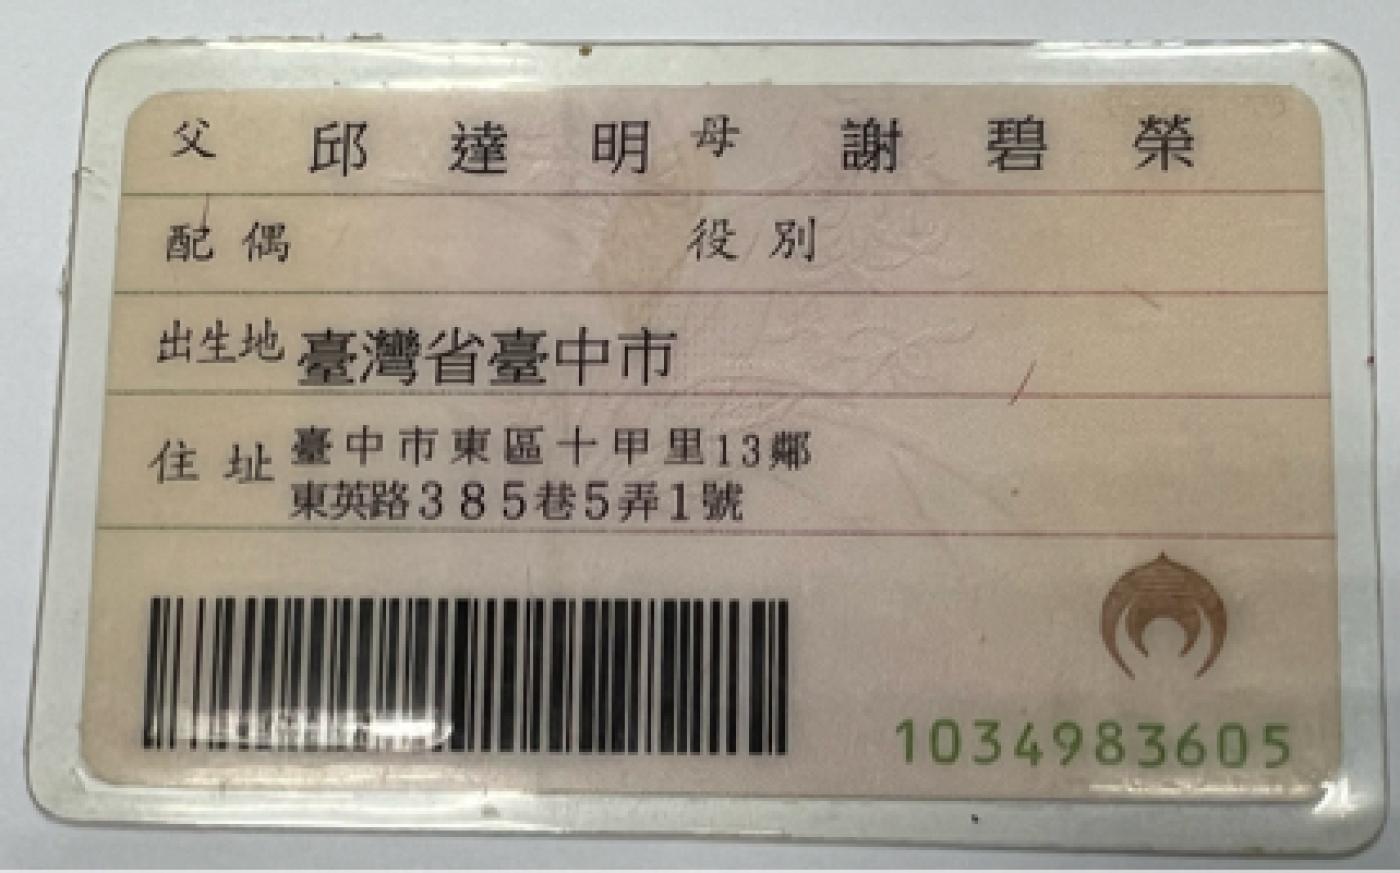 父 邱達明 母 謝碧榮
配偶 役別
出生地 臺灣省臺中市
住址 臺中市東區十甲里13鄰
東英路385巷5弄1號
1034983605